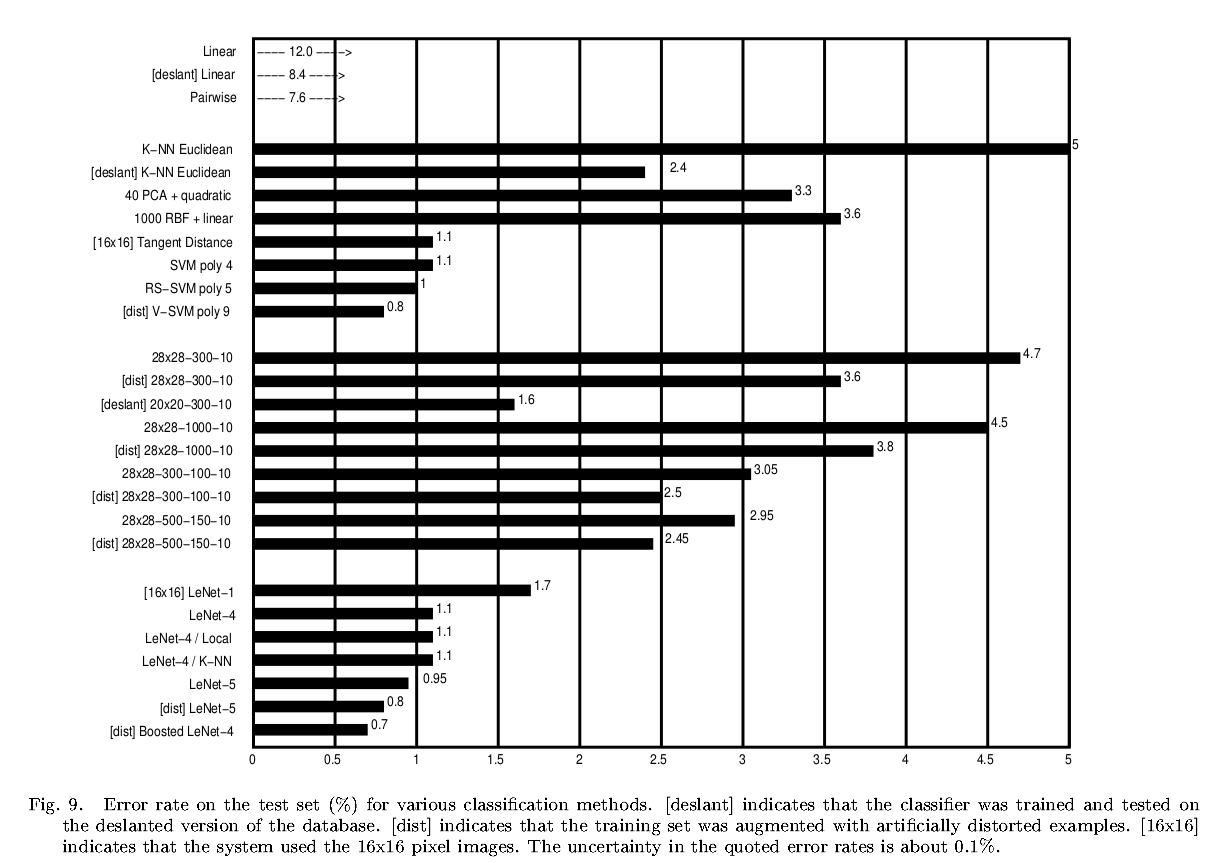 Linear −−−− 12.0 −−−−>
[deslant] Linear −−−− 8.4 −−−−>
Pairwise −−−− 7.6 −−−−>
K−NN Euclidean 5
[deslant] K−NN Euclidean 2.4
40 PCA + quadratic 3.3
1000 RBF + linear 3.6
[16x16] Tangent Distance 1.1
SVM poly 4 1.1
RS−SVM poly 5 1
[dist] V−SVM poly 9 0.8
28x28−300−10 4.7
[dist] 28x28−300−10 3.6
[deslant] 20x20−300−10 1.6
28x28−1000−10 4.5
[dist] 28x28−1000−10 3.8
28x28−300−100−10 3.05
[dist] 28x28−300−100−10 2.5
28x28−500−150−10 2.95
[dist] 28x28−500−150−10 2.45
[16x16] LeNet−1 1.7
LeNet−4 1.1
LeNet−4 / Local 1.1
LeNet−4 / K−NN 1.1
LeNet−5 0.95
[dist] LeNet−5 0.8
[dist] Boosted LeNet−4 0.7
0 0.5 1 1.5 2 2.5 3 3.5 4 4.5 5
Fig. 9. Error rate on the test set (%) for various classification methods. [deslant] indicates that the classifier was trained and tested on
the deslanted version of the database. [dist] indicates that the training set was augmented with artificially distorted examples. [16x16]
indicates that the system used the 16x16 pixel images. The uncertainty in the quoted error rates is about 0.1%.